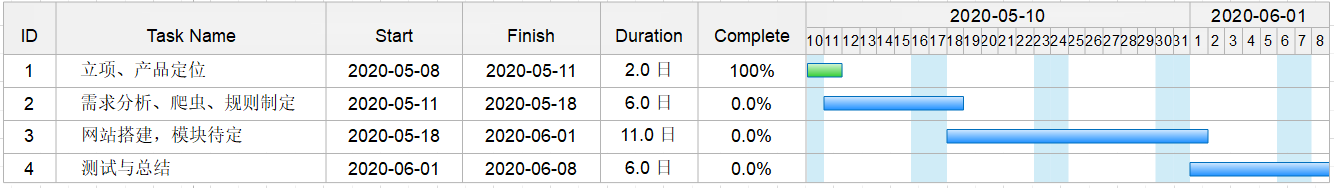 ID Task Name Start Finish Duration Complete 2020-05-10 2020-06-01
10 11 12 13 14 15 16 17 18 19 20 21 22 23 24 25 26 27 28 29 30 31 1 2 3 4 5 6 7 8
1 立项、产品定位 2020-05-08 2020-05-11 2.0 日 100%
2 需求分析、爬虫、规则制定 2020-05-11 2020-05-18 6.0 日 0.0%
3 网站搭建，模块待定 2020-05-18 2020-06-01 11.0 日 0.0%
4 测试与总结 2020-06-01 2020-06-08 6.0 日 0.0%